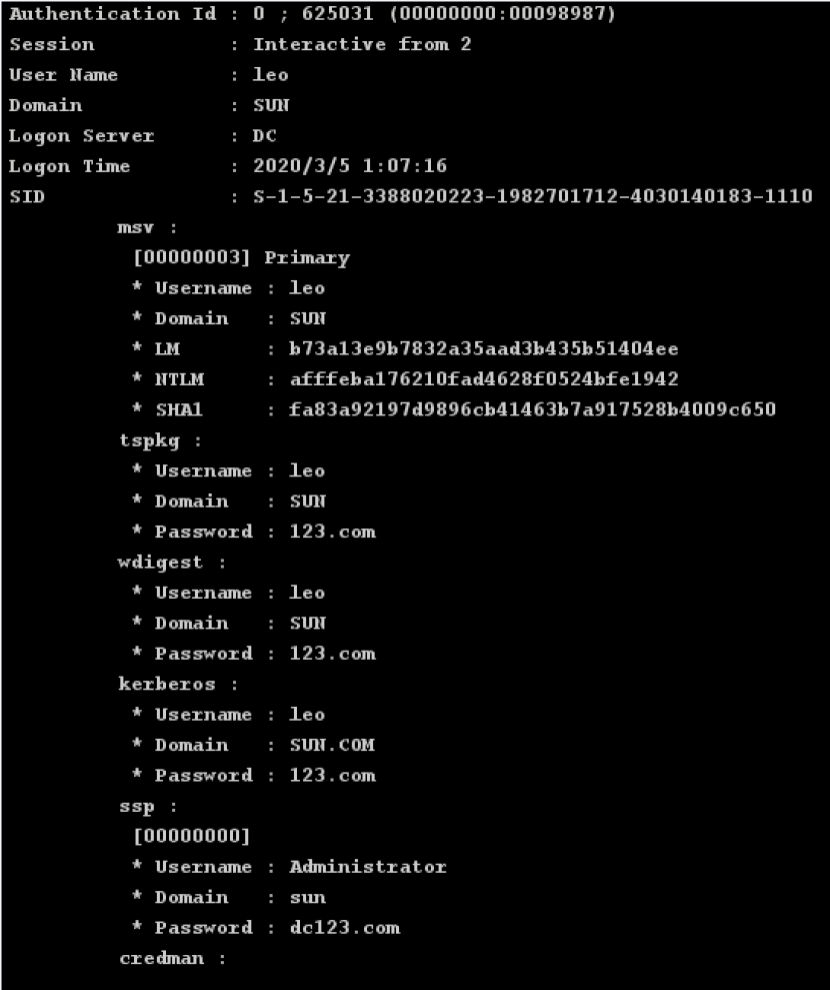 Authentication Id : 0 ; 625031 (00000000:00098987)
Session : Interactive from 2
User Name : leo
Domain : SUN
Logon Server : DC
Logon Time : 2020/3/5 1:07:16
SID : S-1-5-21-3388020223-1982701712-4030140183-1110
msv :
[00000003] Primary
* Username : leo
* Domain : SUN
* LM : b73a13e9b7832a35aad3b435b51404ee
* NTLM : afffeba176210fad4628f0524bfe1942
* SHA1 : fa83a92197d9896cb41463b7a917528b4009c650
tspkg :
* Username : leo
* Domain : SUN
* Password : 123.com
wdigest :
* Username : leo
* Domain : SUN
* Password : 123.com
kerberos :
* Username : leo
* Domain : SUN.COM
* Password : 123.com
ssp :
[00000000]
* Username : Administrator
* Domain : sun
* Password : dc123.com
credman :